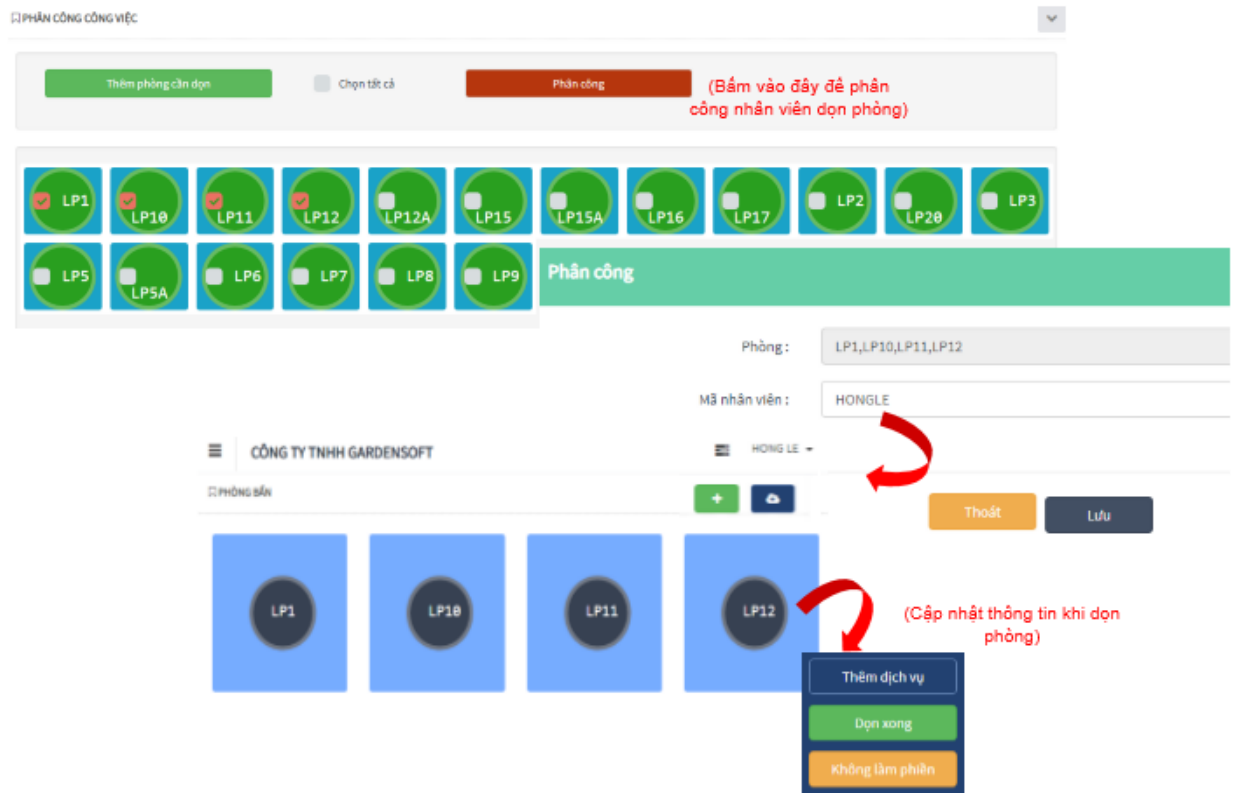 PHÂN CÔNG CÔNG VIỆC
Thêm phòng cần dọn
Chọn tất cả
Phân công
(Bấm vào đây để phân
công nhân viên dọn phòng)
LP1 LP10 LP11 LP12 LP12A LP15 LP15A LP16 LP17 LP2 LP20 LP3
LP5 LP5A LP6 LP7 LP8 LP9
Phân công
Phòng : LP1,LP10,LP11,LP12
Mã nhân viên : HONGLE
CÔNG TY TNHH GARDENSOFT
HONG LE
PHÒNG BẨN
Thoát
Lưu
LP1 LP10 LP11 LP12
(Cập nhật thông tin khi dọn
phòng)
Thêm dịch vụ
Dọn xong
Không làm phiền